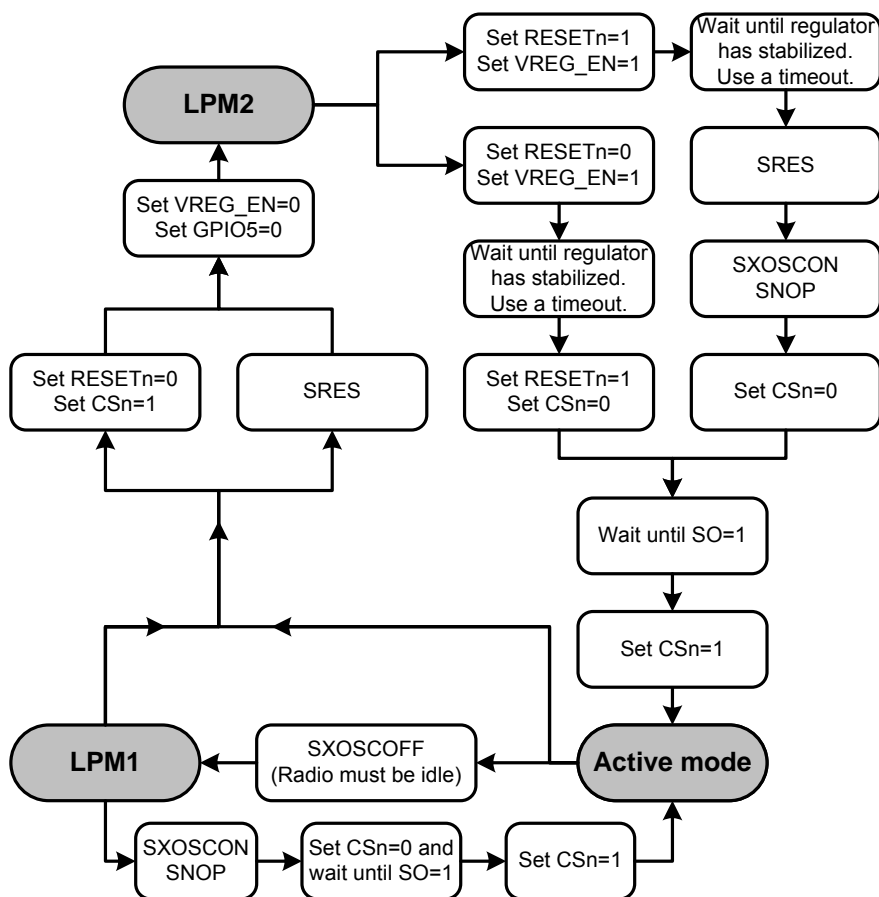 Set RESETn=1
Set VREG_EN=1
Wait until regulator
has stabilized.
Use a timeout.
LPM2
Set RESETn=0
Set VREG_EN=1
SRES
Set VREG_EN=0
Set GPIO5=0
Wait until regulator
has stabilized.
Use a timeout.
SXOSCON
SNOP
Set RESETn=0
Set CSn=1
SRES
Set RESETn=1
Set CSn=0
Set CSn=0
Wait until SO=1
Set CSn=1
LPM1
SXOSCOFF
(Radio must be idle)
Active mode
SXOSCON
SNOP
Set CSn=0 and
wait until SO=1
Set CSn=1